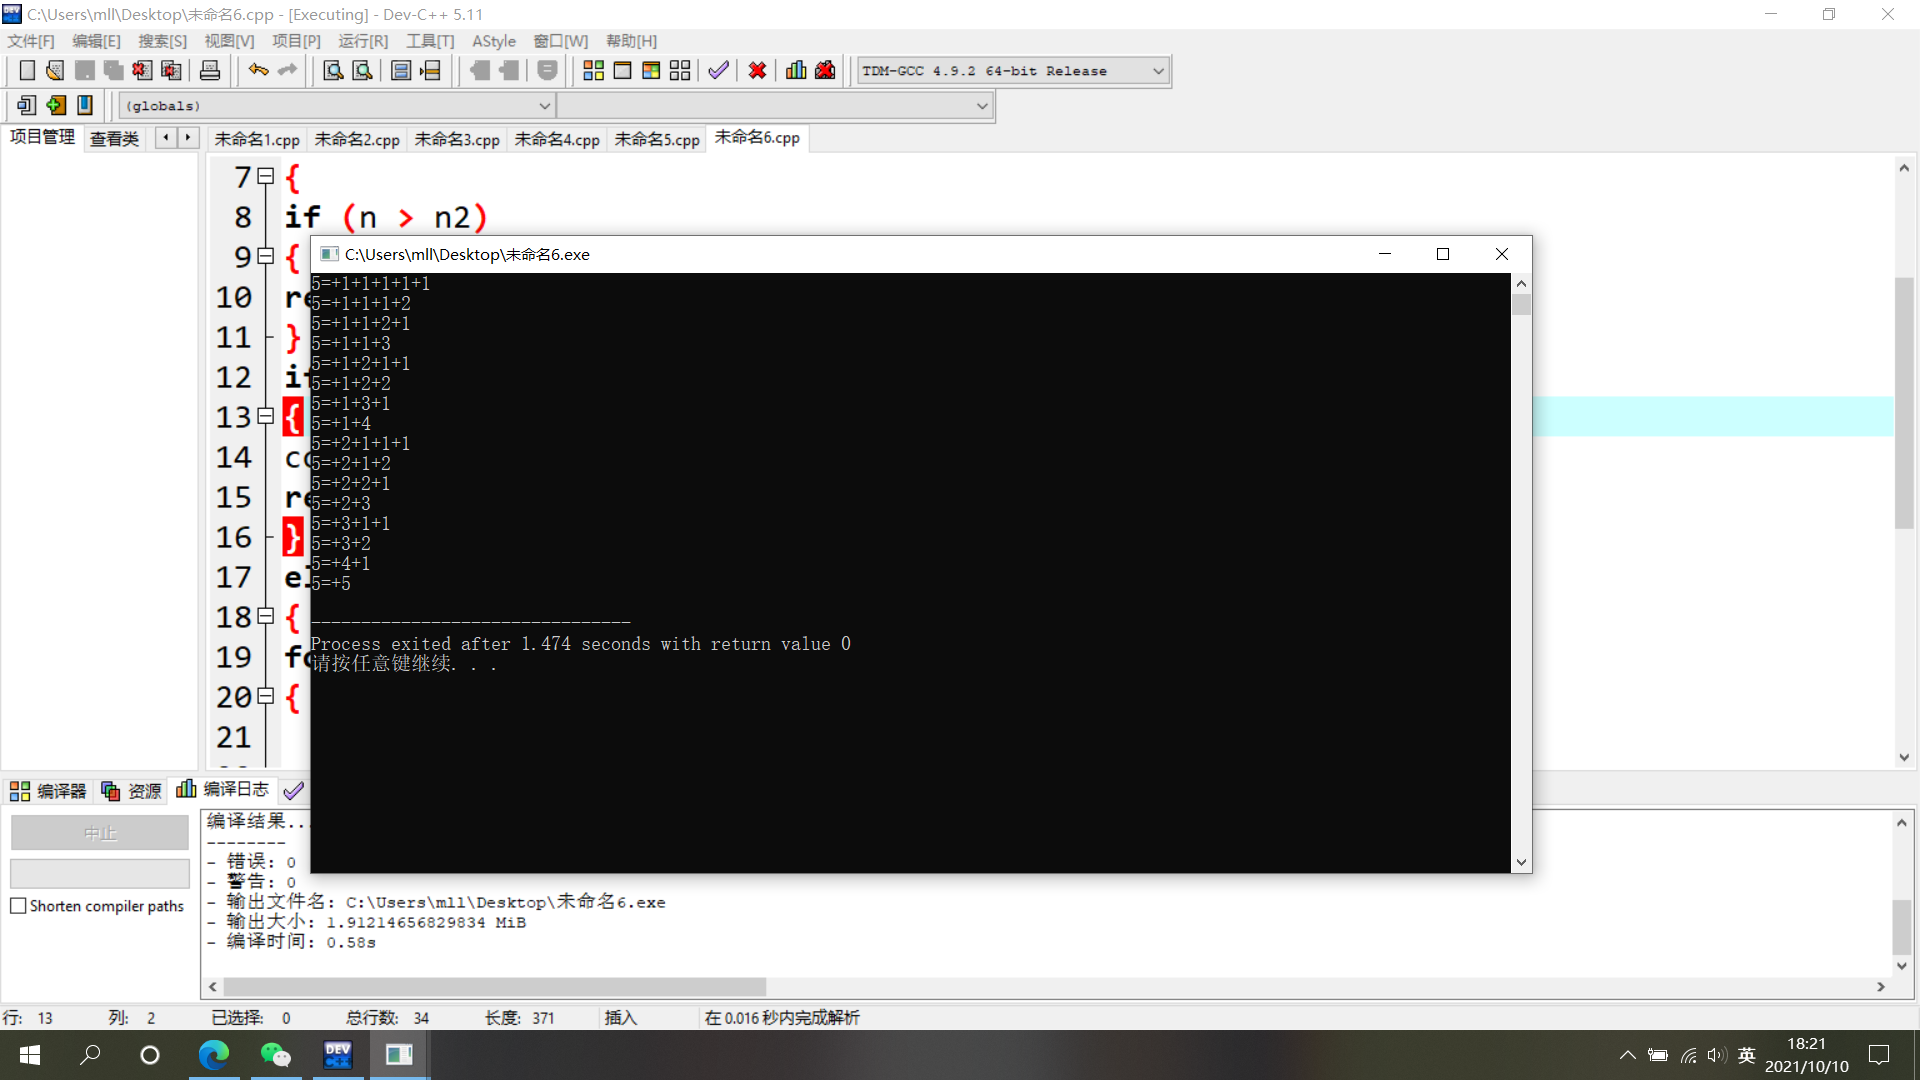 C:\Users\mll\Desktop\未命名6.cpp - [Executing] - Dev-C++ 5.11
文件[F] 编辑[E] 搜索[S] 视图[V] 项目[P] 运行[R] 工具[T] AStyle 窗口[W] 帮助[H]
TDM-GCC 4.9.2 64-bit Release
(globals)
项目管理 查看类 未命名1.cpp 未命名2.cpp 未命名3.cpp 未命名4.cpp 未命名5.cpp 未命名6.cpp
7 {
8 if (n > n2)
9 {
10 re
11 }
12 if
13 {
14 co
15 re
16 }
17 el
18 {
19 fo
20 {
21
C:\Users\mll\Desktop\未命名6.exe
5=+1+1+1+1+1
5=+1+1+1+2
5=+1+1+2+1
5=+1+1+3
5=+1+2+1+1
5=+1+2+2
5=+1+3+1
5=+1+4
5=+2+1+1+1
5=+2+1+2
5=+2+2+1
5=+2+3
5=+3+1+1
5=+3+2
5=+4+1
5=+5
--------------------------------
Process exited after 1.474 seconds with return value 0
请按任意键继续. . .
编译器 资源 编译日志
中止
Shorten compiler paths
编译结果...
--------
- 错误: 0
- 警告: 0
- 输出文件名: C:\Users\mll\Desktop\未命名6.exe
- 输出大小: 1.91214656829834 MiB
- 编译时间: 0.58s
行: 13 列: 2 已选择: 0 总行数: 34 长度: 371 插入 在 0.016 秒内完成解析
DEV C++
英
18:21
2021/10/10